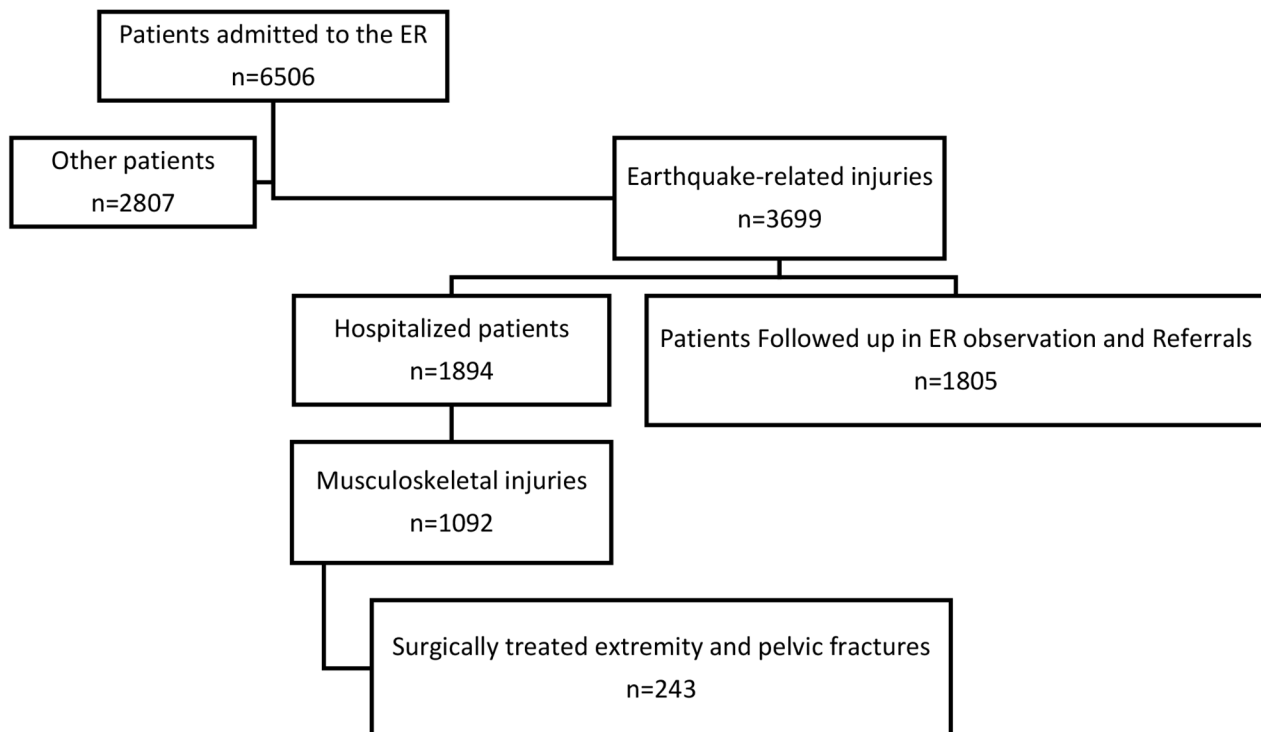 Patients admitted to the ER
n=6506
Other patients
n=2807
Earthquake-related injuries
n=3699
Hospitalized patients
n=1894
Patients Followed up in ER observation and Referrals
n=1805
Musculoskeletal injuries
n=1092
Surgically treated extremity and pelvic fractures
n=243